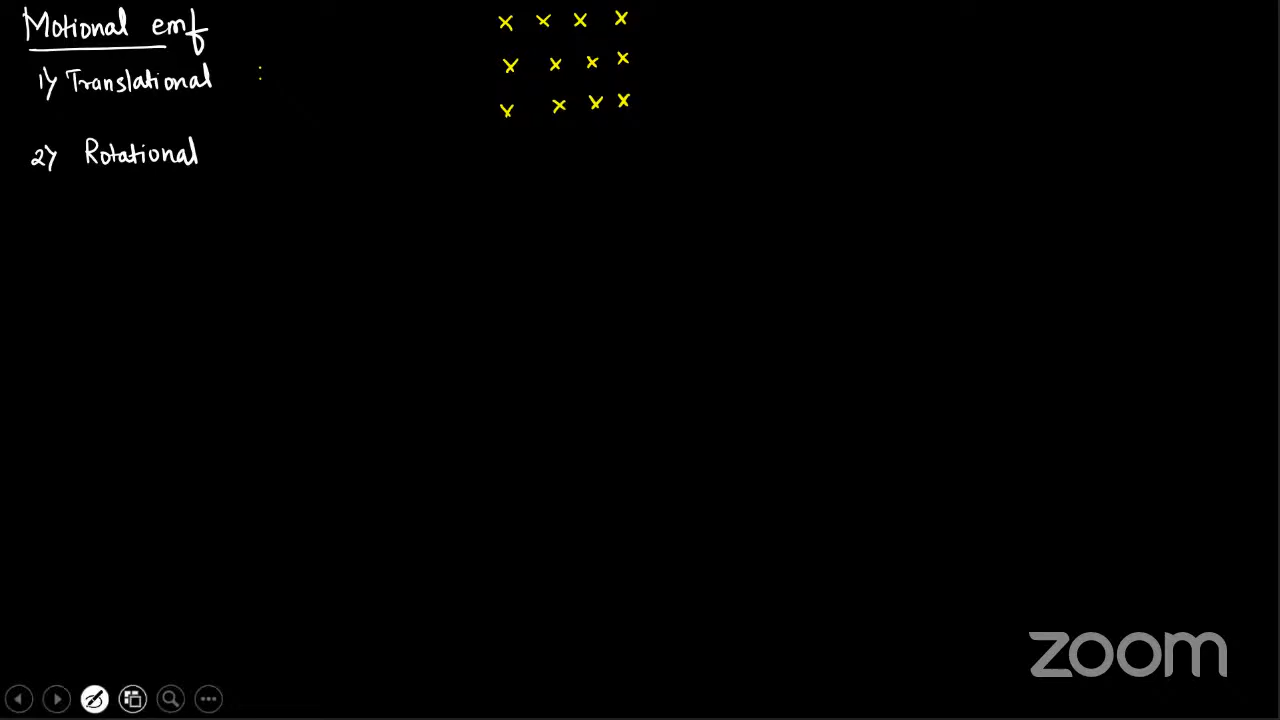 Motional emf
1) Translational :
2) Rotational
x x x x
x x x x
x x x x
zoom